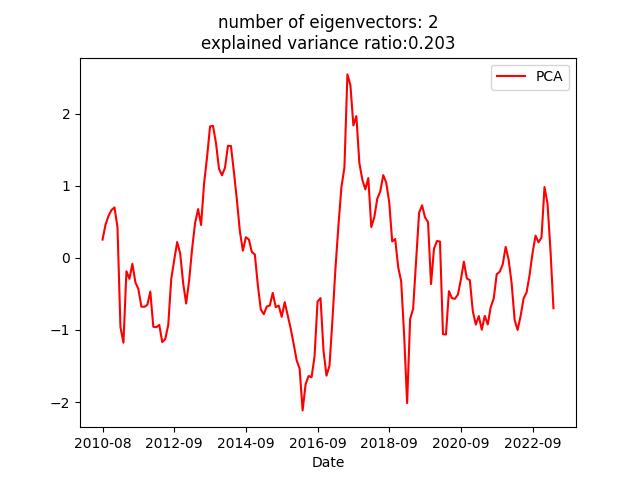 number of eigenvectors: 2
explained variance ratio:0.203
PCA
2
1
0
−1
−2
2010-08 2012-09 2014-09 2016-09 2018-09 2020-09 2022-09
Date